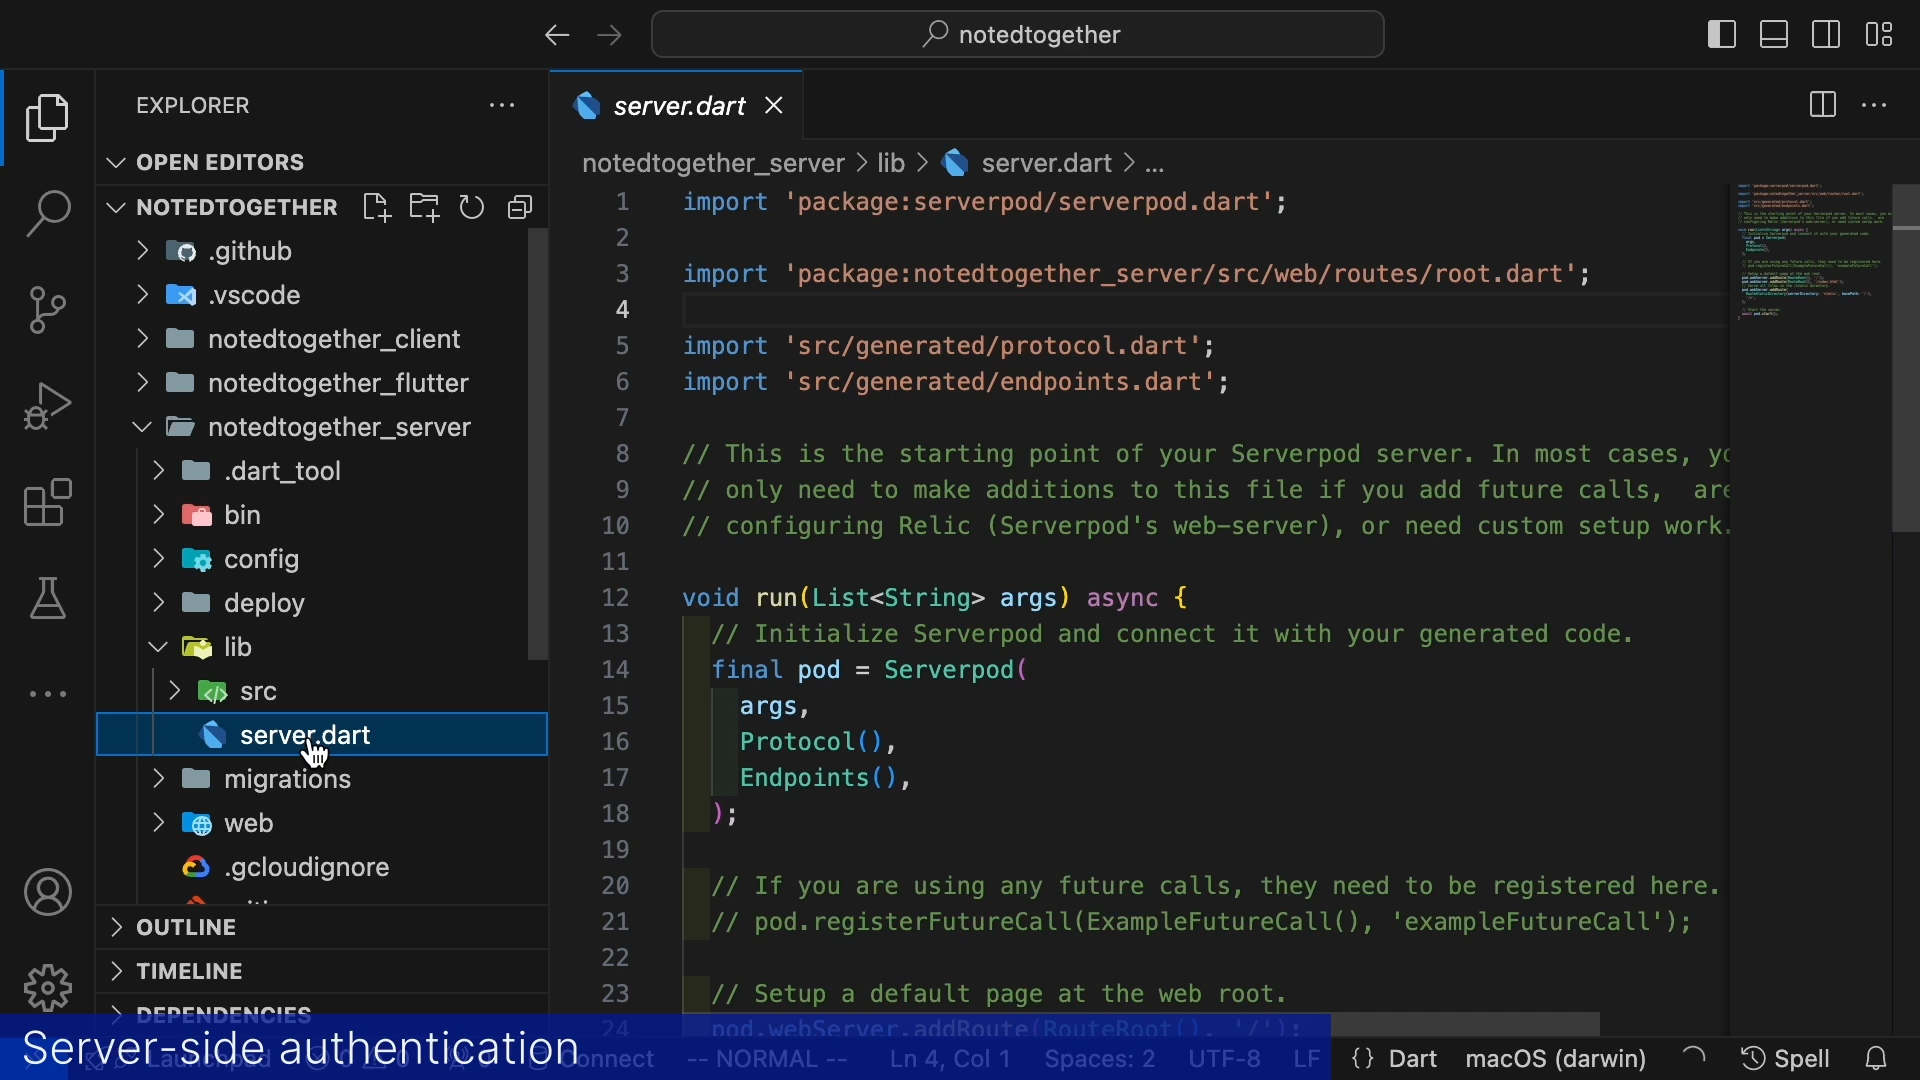 notedtogether
EXPLORER
OPEN EDITORS
NOTEDTOGETHER
.github
.vscode
notedtogether_client
notedtogether_flutter
notedtogether_server
.dart_tool
bin
config
deploy
lib
src
server.dart
migrations
web
.gcloudignore
OUTLINE
TIMELINE
DEPENDENCIES
server.dart
notedtogether_server > lib > server.dart > ...
1 import 'package:serverpod/serverpod.dart';
2
3 import 'package:notedtogether_server/src/web/routes/root.dart';
4
5 import 'src/generated/protocol.dart';
6 import 'src/generated/endpoints.dart';
7
8 // This is the starting point of your Serverpod server. In most cases, yo
9 // only need to make additions to this file if you add future calls,  are
10 // configuring Relic (Serverpod's web-server), or need custom setup work.
11
12 void run(List<String> args) async {
13 // Initialize Serverpod and connect it with your generated code.
14 final pod = Serverpod(
15 args,
16 Protocol(),
17 Endpoints(),
18 );
19
20 // If you are using any future calls, they need to be registered here.
21 // pod.registerFutureCall(ExampleFutureCall(), 'exampleFutureCall');
22
23 // Setup a default page at the web root.
24 pod.webServer.addRoute(RouteRoot(), '/');
Server-side authentication
Launchpad
Connect -- NORMAL -- Ln 4, Col 1 Spaces: 2 UTF-8 LF {} Dart macOS (darwin) Spell